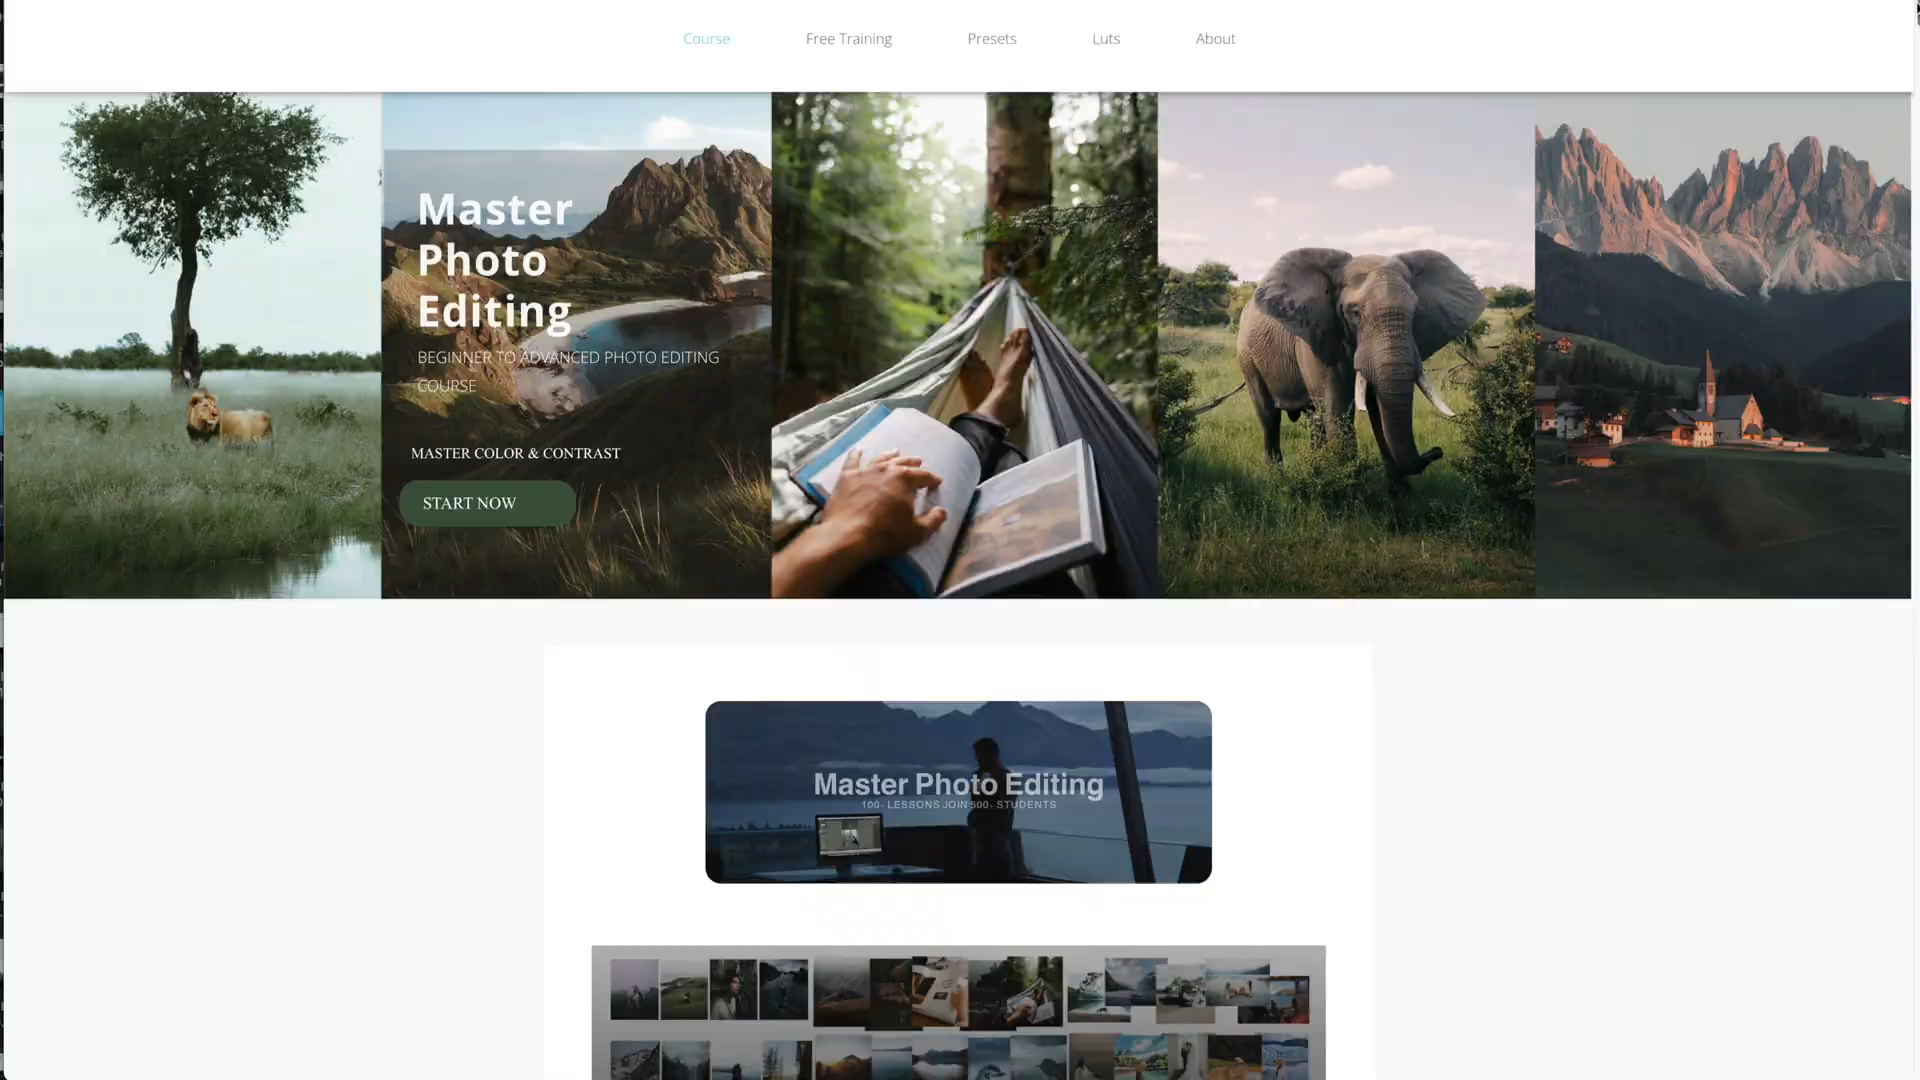 Course
Free Training
Presets
Luts
About
Master
Photo
Editing
BEGINNER TO ADVANCED PHOTO EDITING
COURSE
MASTER COLOR & CONTRAST
START NOW
Master Photo Editing
100+ LESSONS JOIN 500+ STUDENTS